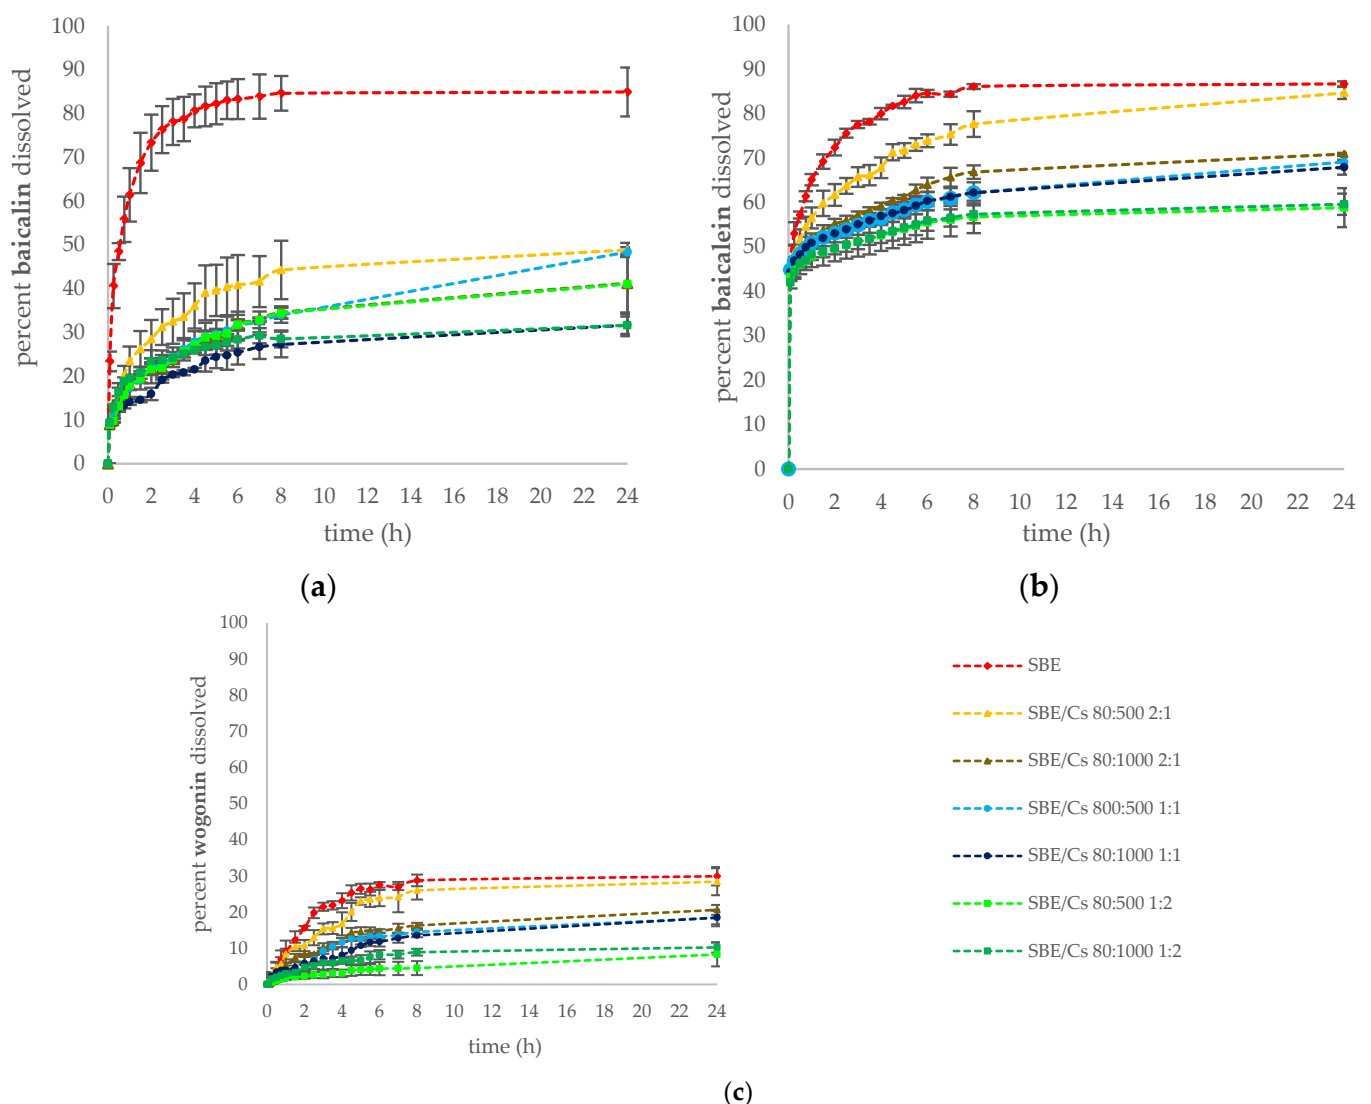 100
90
80
70
60
50
40
30
20
10
0
percent baicalin dissolved
0 2 4 6 8 10 12 14 16 18 20 22 24
time (h)
(a)
100
90
80
70
60
50
40
30
20
10
0
percent baicalein dissolved
0 2 4 6 8 10 12 14 16 18 20 22 24
time (h)
(b)
100
90
80
70
60
50
40
30
20
10
0
percent wogonin dissolved
0 2 4 6 8 10 12 14 16 18 20 22 24
time (h)
(c)
SBE
SBE/Cs 80:500 2:1
SBE/Cs 80:1000 2:1
SBE/Cs 800:500 1:1
SBE/Cs 80:1000 1:1
SBE/Cs 80:500 1:2
SBE/Cs 80:1000 1:2